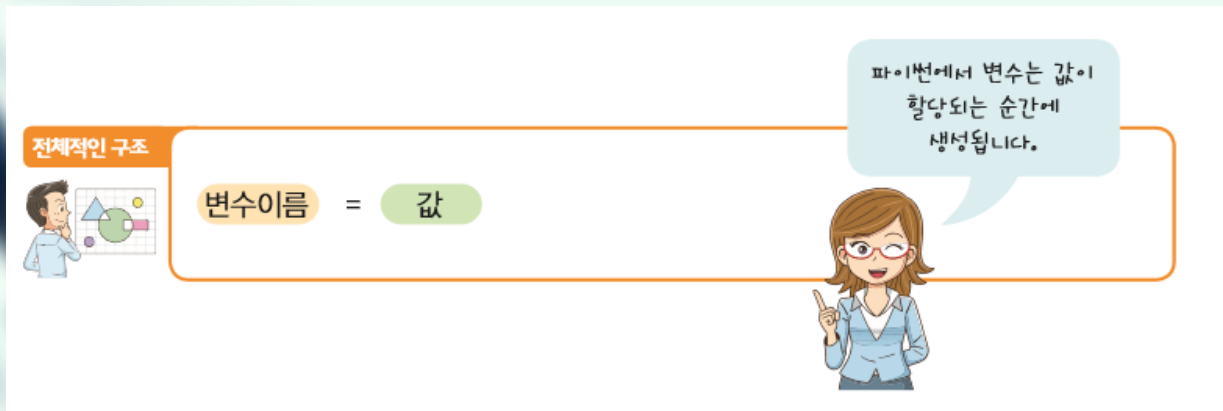 파이썬에서 변수는 값이
할당되는 순간에
생성됩니다.
전체적인 구조
변수이름 = 값